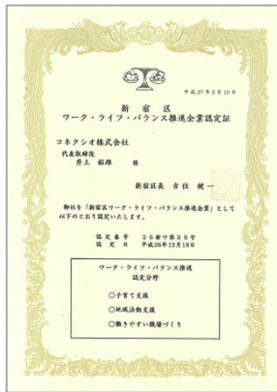 平成27年2月13日
新宿区
ワーク・ライフ・バランス推進企業認定証
コネクシオ株式会社
代表取締役
井上 裕雄 様
新宿区長 吉住 健一
御社を「新宿区ワーク・ライフ・バランス推進企業」として
以下のとおり認定いたします。
認定番号 26新ワ第39号
認定日 平成26年12月18日
ワーク・ライフ・バランス推進
認定分野
○子育て支援
○地域活動支援
○働きやすい職場づくり